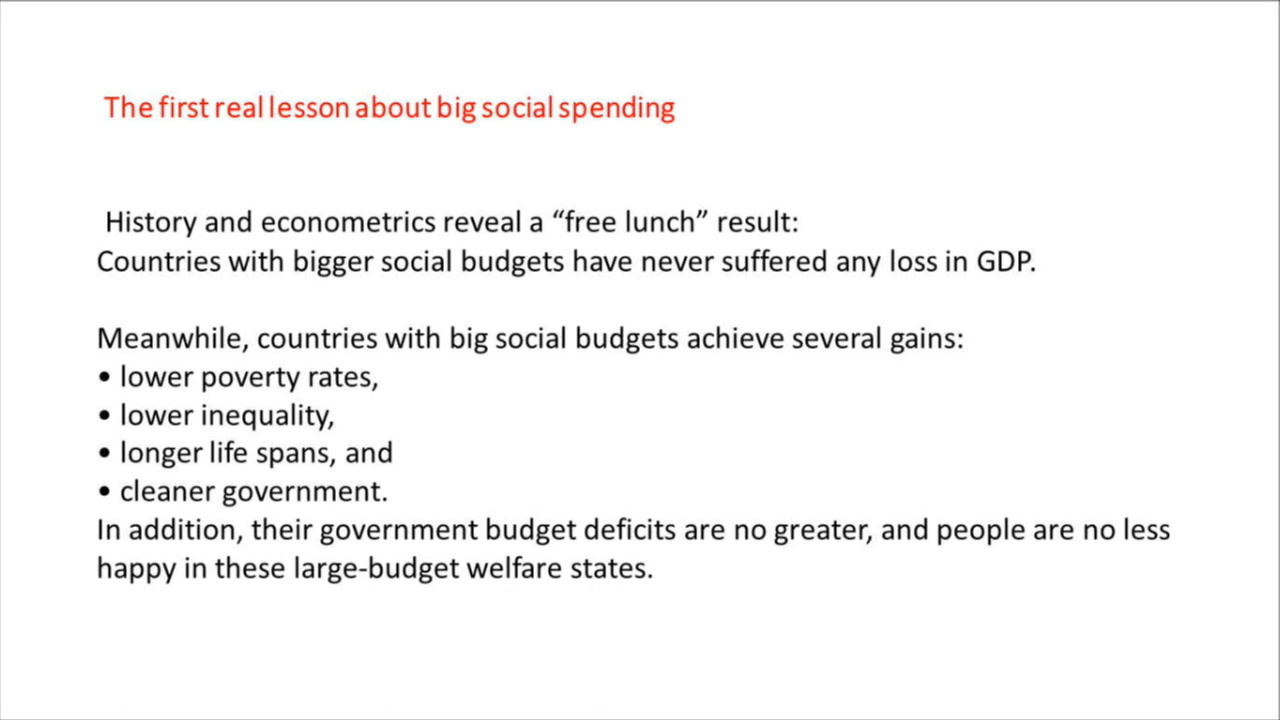 The first real lesson about big social spending
History and econometrics reveal a “free lunch” result:
Countries with bigger social budgets have never suffered any loss in GDP.
Meanwhile, countries with big social budgets achieve several gains:
• lower poverty rates,
• lower inequality,
• longer life spans, and
• cleaner government.
In addition, their government budget deficits are no greater, and people are no less
happy in these large-budget welfare states.